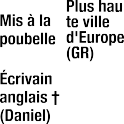 Mis à la
poubelle
Plus hau
te ville
d'Europe
(GR)
Écrivain
anglais †
(Daniel)